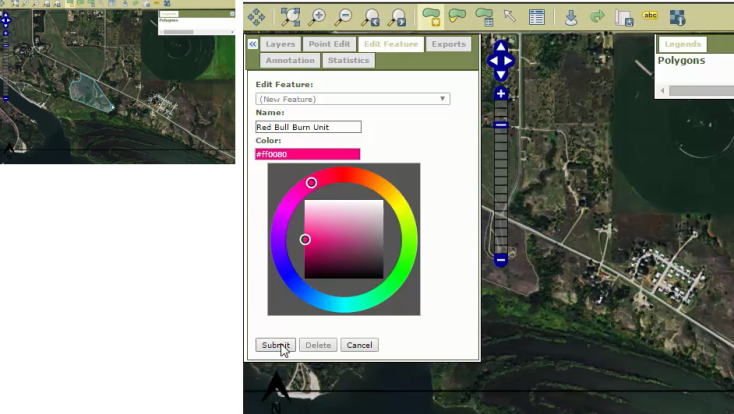 Polygons
abc
Layers
Point Edit
Edit Feature
Exports
Legends
Annotation
Statistics
Polygons
Edit Feature:
(New Feature)
Name:
Red Bull Burn Unit
Color:
#ff0080
Submit
Delete
Cancel
N